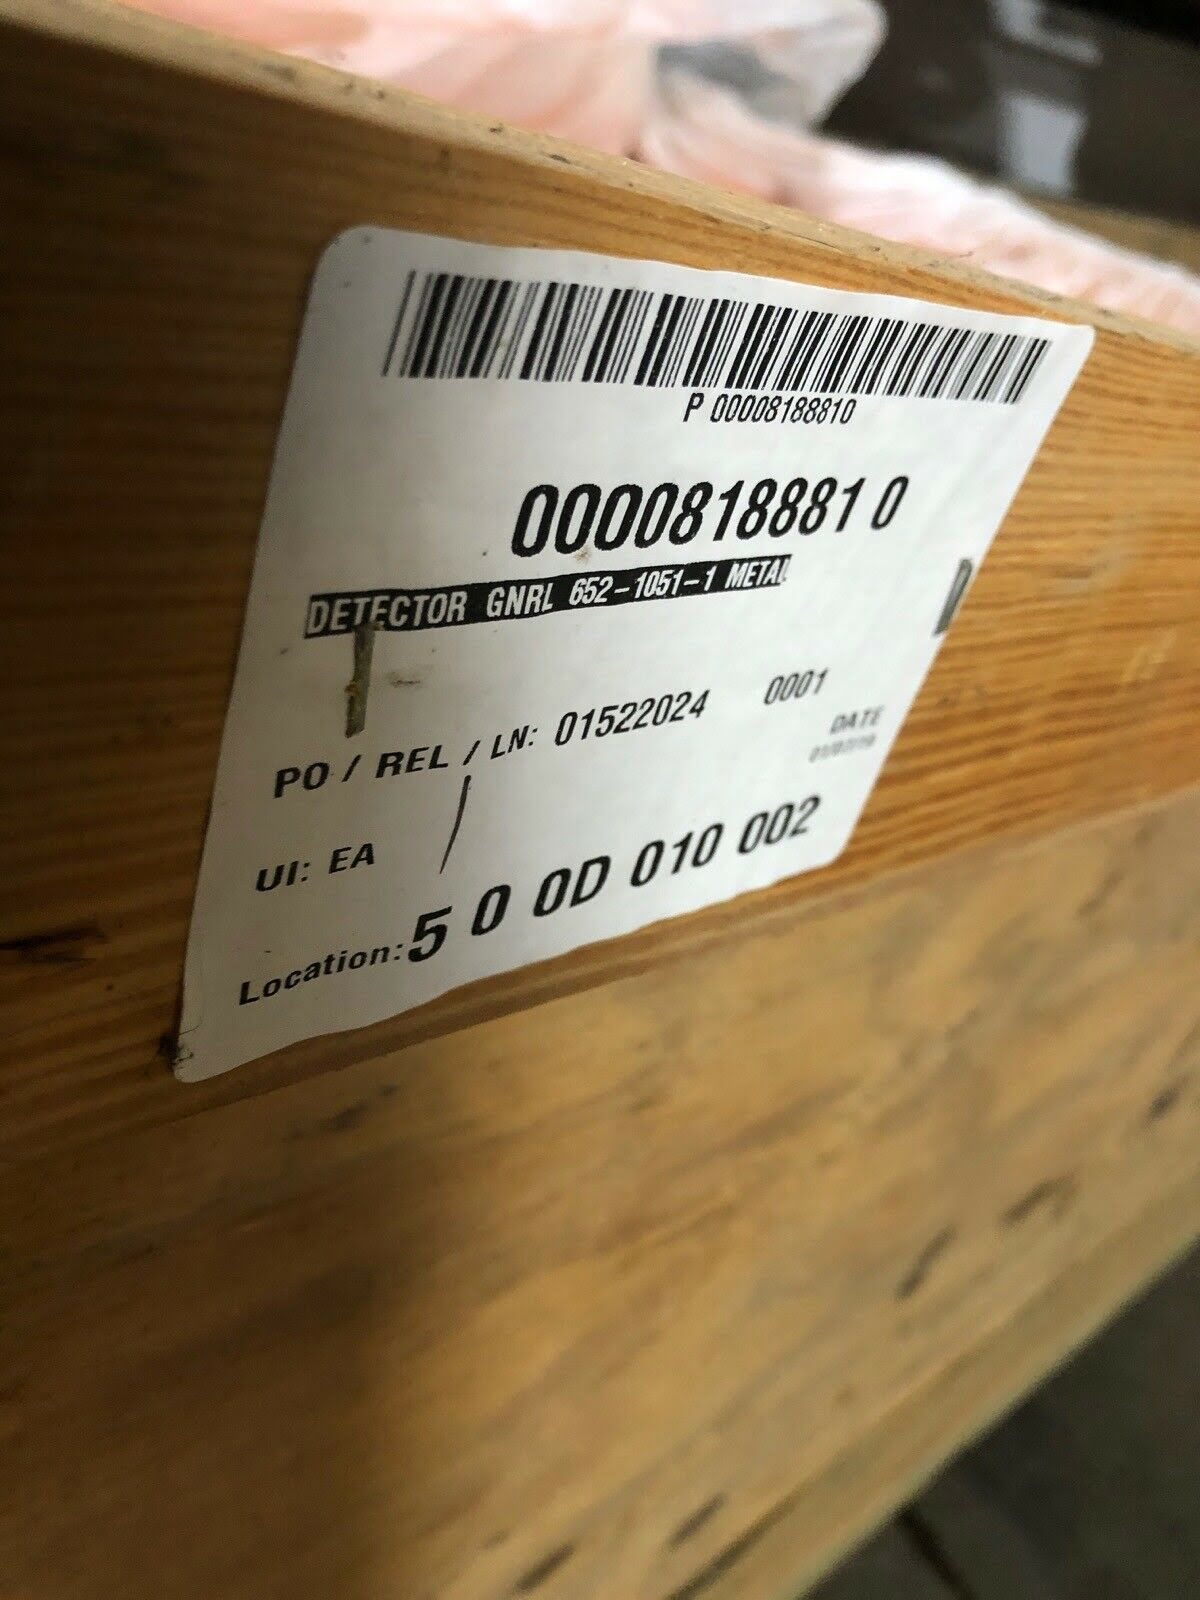 P 00008188810
00008188810
DETECTOR GNRL 652-1051-1 METAL
D
PO / REL / LN: 01522024 0001
DATE
UI: EA
Location: 5 0 0D 010 002